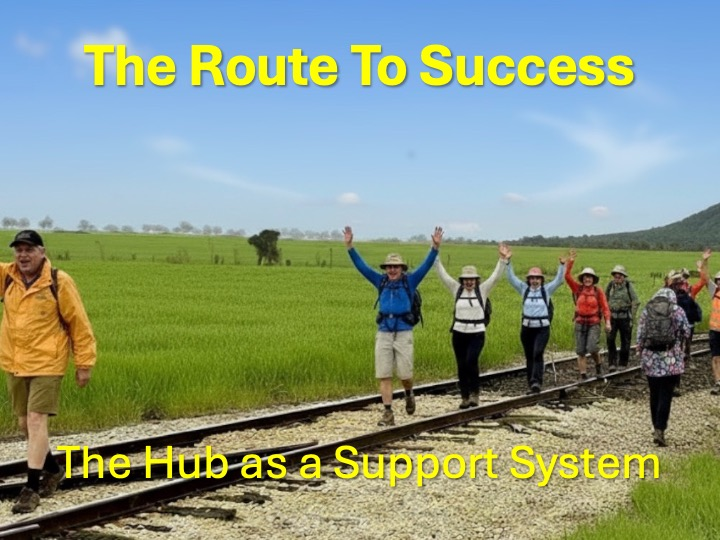 The Route To Success
The Hub as a Support System